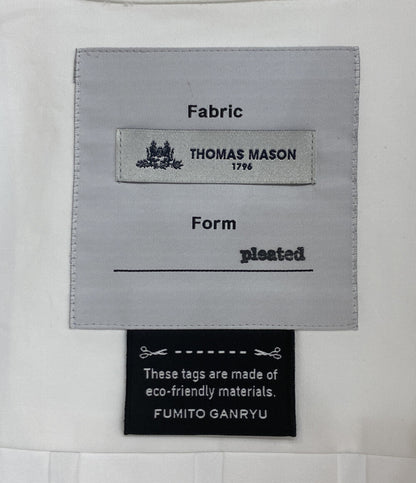 Fabric
THOMAS MASON
1796
Form
pleated
These tags are made of
eco-friendly materials.
FUMITO GANRYU